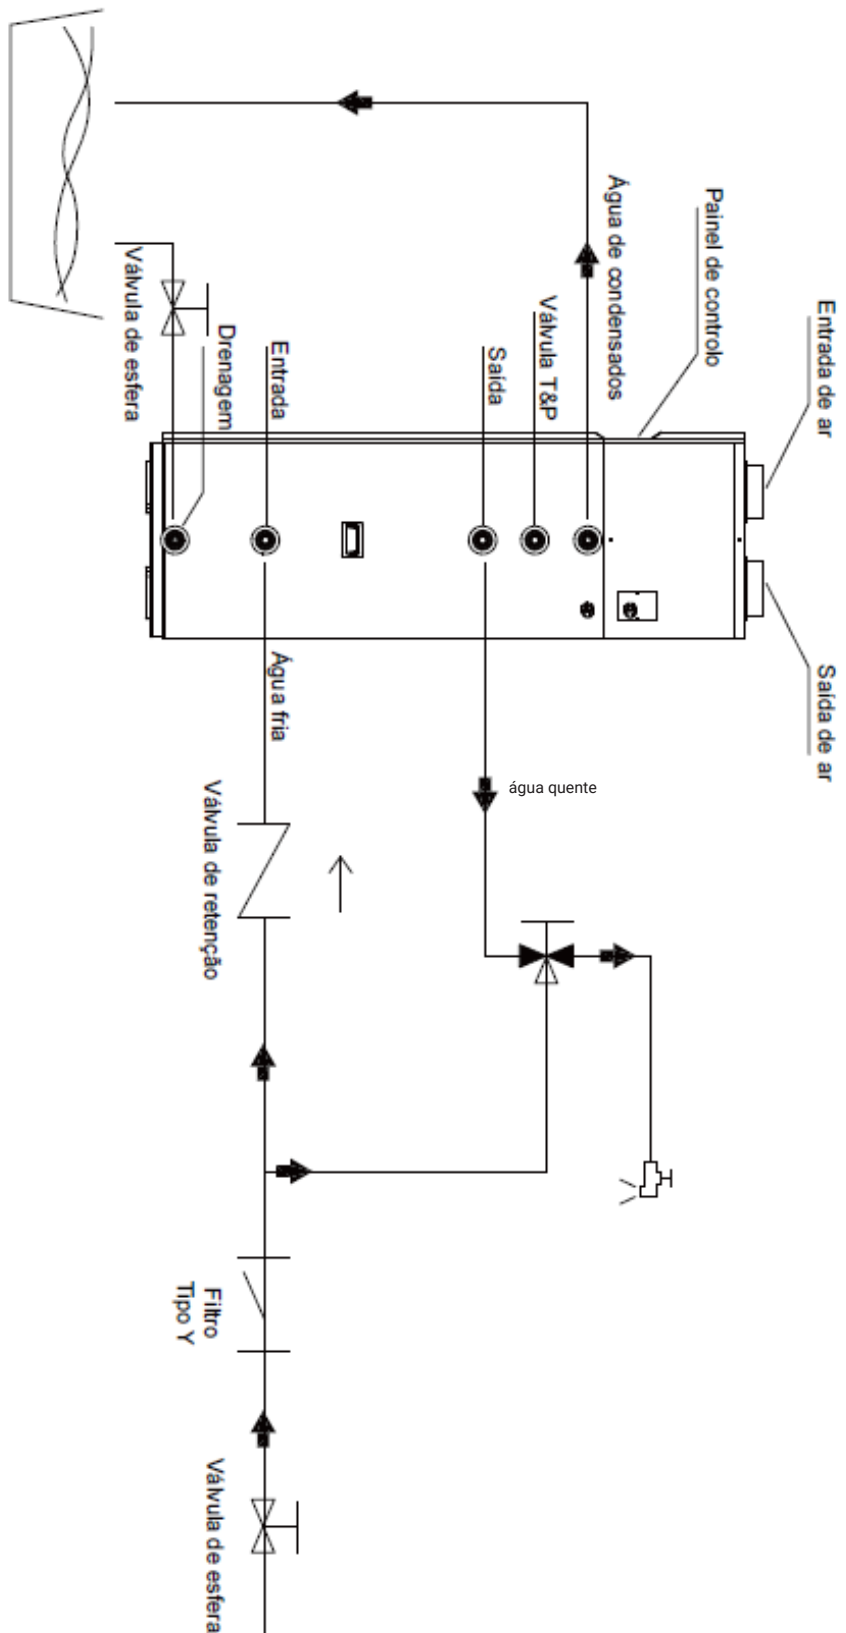 Entrada de ar
Saída de ar
Painel de controlo
Água de condensados
Válvula T&P
Saída
Entrada
Drenagem
Válvula de esfera
Água fria
água quente
Válvula de retenção
Filtro
Tipo Y
Válvula de esfera